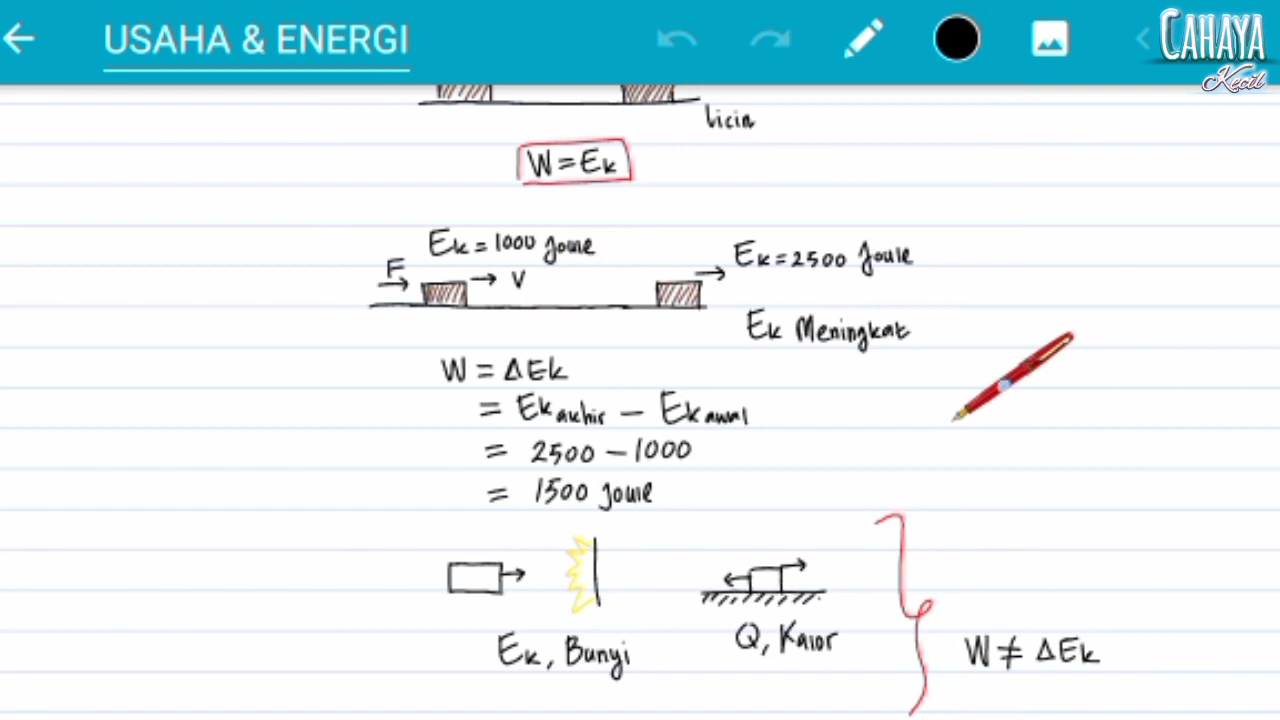 USAHA & ENERGI
CAHAYA
Kecil
licin
W = Ek
Ek = 1000 Joule
F
V
Ek = 2500 Joule
Ek Meningkat
W = ΔEk
= Ek akhir - Ek awal
= 2500 - 1000
= 1500 Joule
Ek, Bunyi
Q, Kalor
W ≠ ΔEk